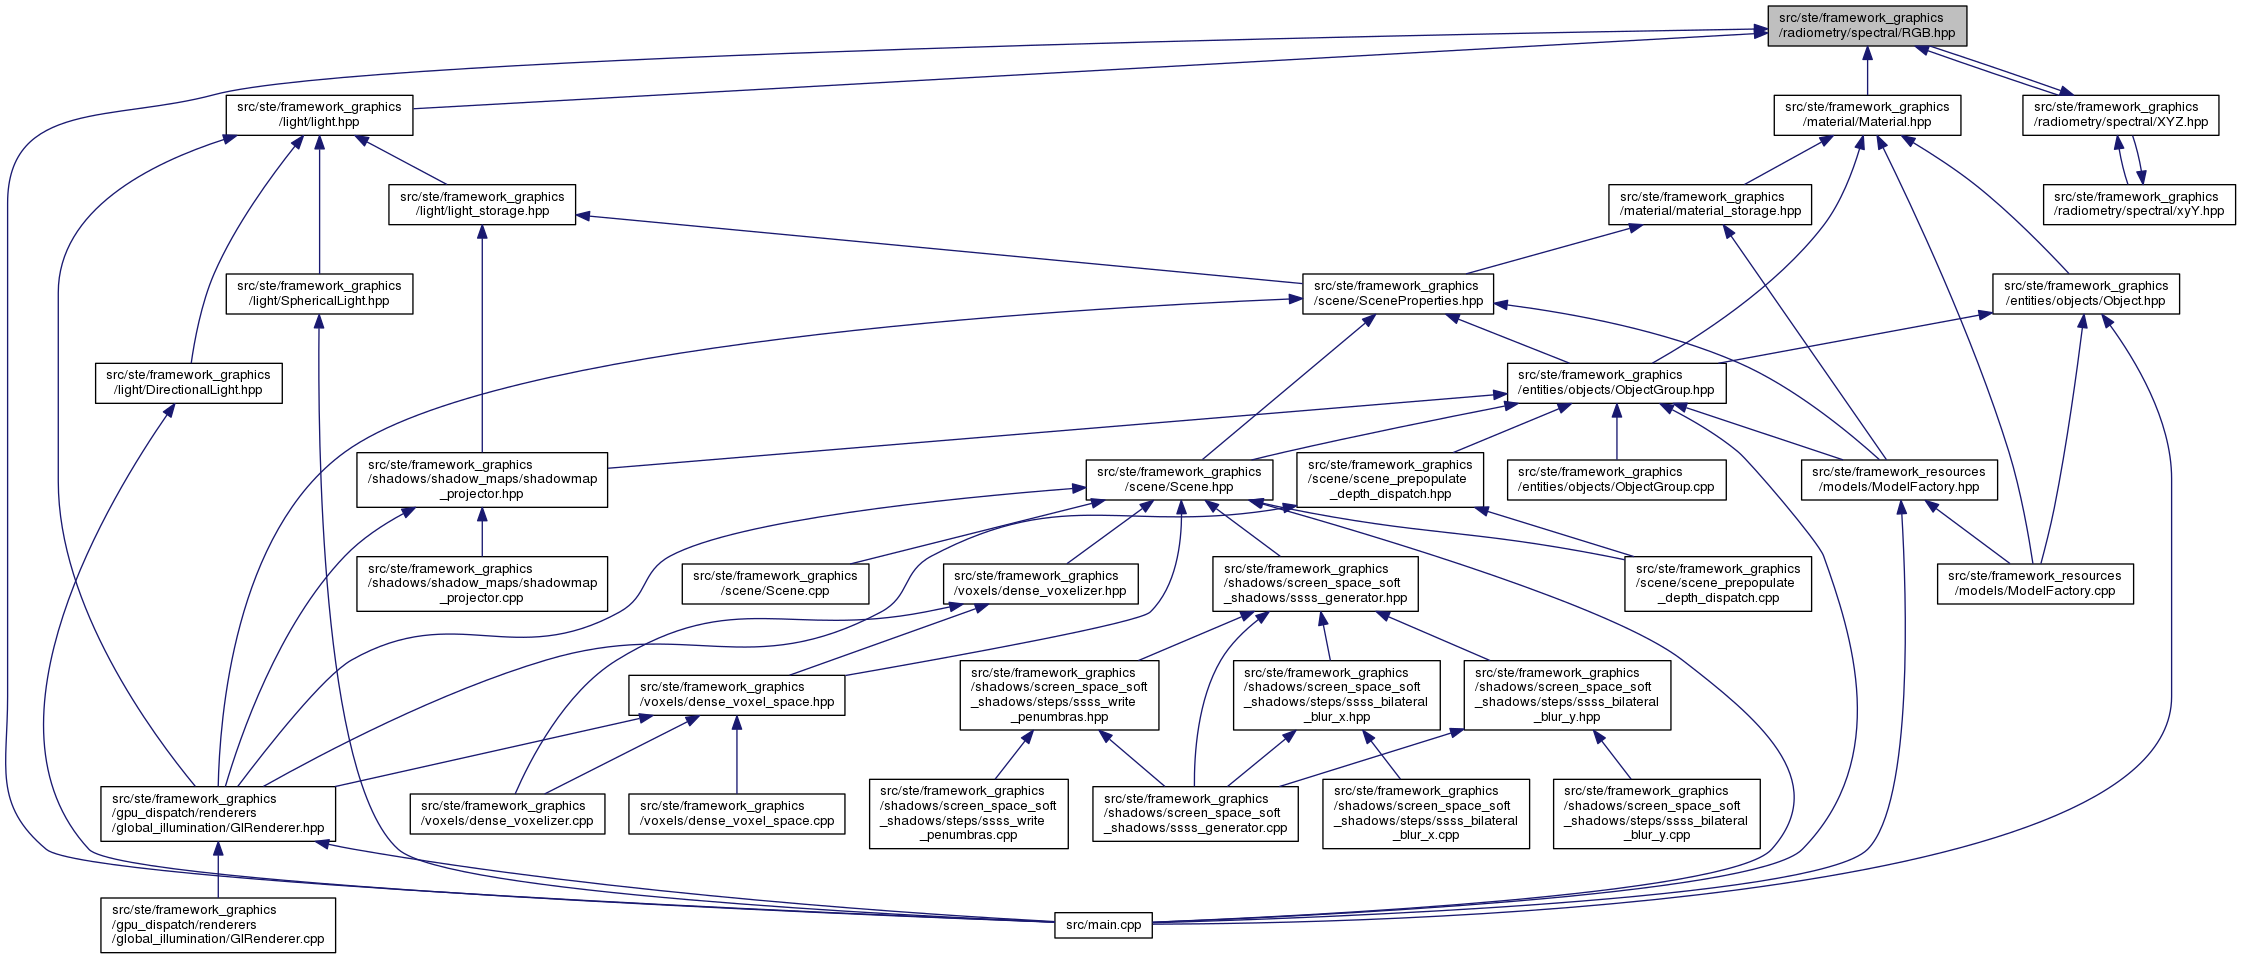 src/ste/framework_graphics
/radiometry/spectral/RGB.hpp
src/ste/framework_graphics
/light/light.hpp
src/ste/framework_graphics
/material/Material.hpp
src/ste/framework_graphics
/radiometry/spectral/XYZ.hpp
src/ste/framework_graphics
/light/light_storage.hpp
src/ste/framework_graphics
/material/material_storage.hpp
src/ste/framework_graphics
/radiometry/spectral/xyY.hpp
src/ste/framework_graphics
/light/SphericalLight.hpp
src/ste/framework_graphics
/scene/SceneProperties.hpp
src/ste/framework_graphics
/entities/objects/Object.hpp
src/ste/framework_graphics
/light/DirectionalLight.hpp
src/ste/framework_graphics
/entities/objects/ObjectGroup.hpp
src/ste/framework_graphics
/shadows/shadow_maps/shadowmap
_projector.hpp
src/ste/framework_graphics
/scene/Scene.hpp
src/ste/framework_graphics
/scene/scene_prepopulate
_depth_dispatch.hpp
src/ste/framework_graphics
/entities/objects/ObjectGroup.cpp
src/ste/framework_resources
/models/ModelFactory.hpp
src/ste/framework_graphics
/shadows/shadow_maps/shadowmap
_projector.cpp
src/ste/framework_graphics
/scene/Scene.cpp
src/ste/framework_graphics
/voxels/dense_voxelizer.hpp
src/ste/framework_graphics
/shadows/screen_space_soft
_shadows/ssss_generator.hpp
src/ste/framework_graphics
/scene/scene_prepopulate
_depth_dispatch.cpp
src/ste/framework_resources
/models/ModelFactory.cpp
src/ste/framework_graphics
/voxels/dense_voxel_space.hpp
src/ste/framework_graphics
/shadows/screen_space_soft
_shadows/steps/ssss_write
_penumbras.hpp
src/ste/framework_graphics
/shadows/screen_space_soft
_shadows/steps/ssss_bilateral
_blur_x.hpp
src/ste/framework_graphics
/shadows/screen_space_soft
_shadows/steps/ssss_bilateral
_blur_y.hpp
src/ste/framework_graphics
/gpu_dispatch/renderers
/global_illumination/GIRenderer.hpp
src/ste/framework_graphics
/voxels/dense_voxelizer.cpp
src/ste/framework_graphics
/voxels/dense_voxel_space.cpp
src/ste/framework_graphics
/shadows/screen_space_soft
_shadows/steps/ssss_write
_penumbras.cpp
src/ste/framework_graphics
/shadows/screen_space_soft
_shadows/ssss_generator.cpp
src/ste/framework_graphics
/shadows/screen_space_soft
_shadows/steps/ssss_bilateral
_blur_x.cpp
src/ste/framework_graphics
/shadows/screen_space_soft
_shadows/steps/ssss_bilateral
_blur_y.cpp
src/ste/framework_graphics
/gpu_dispatch/renderers
/global_illumination/GIRenderer.cpp
src/main.cpp